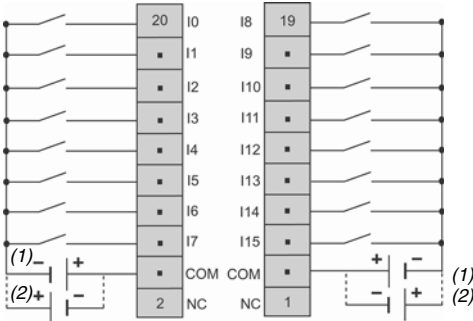 20 I0 I8 19
I1 I9
I2 I10
I3 I11
I4 I12
I5 I13
I6 I14
I7 I15
(1) − + COM COM + − (1)
(2) + − 2 NC NC 1 − + (2)